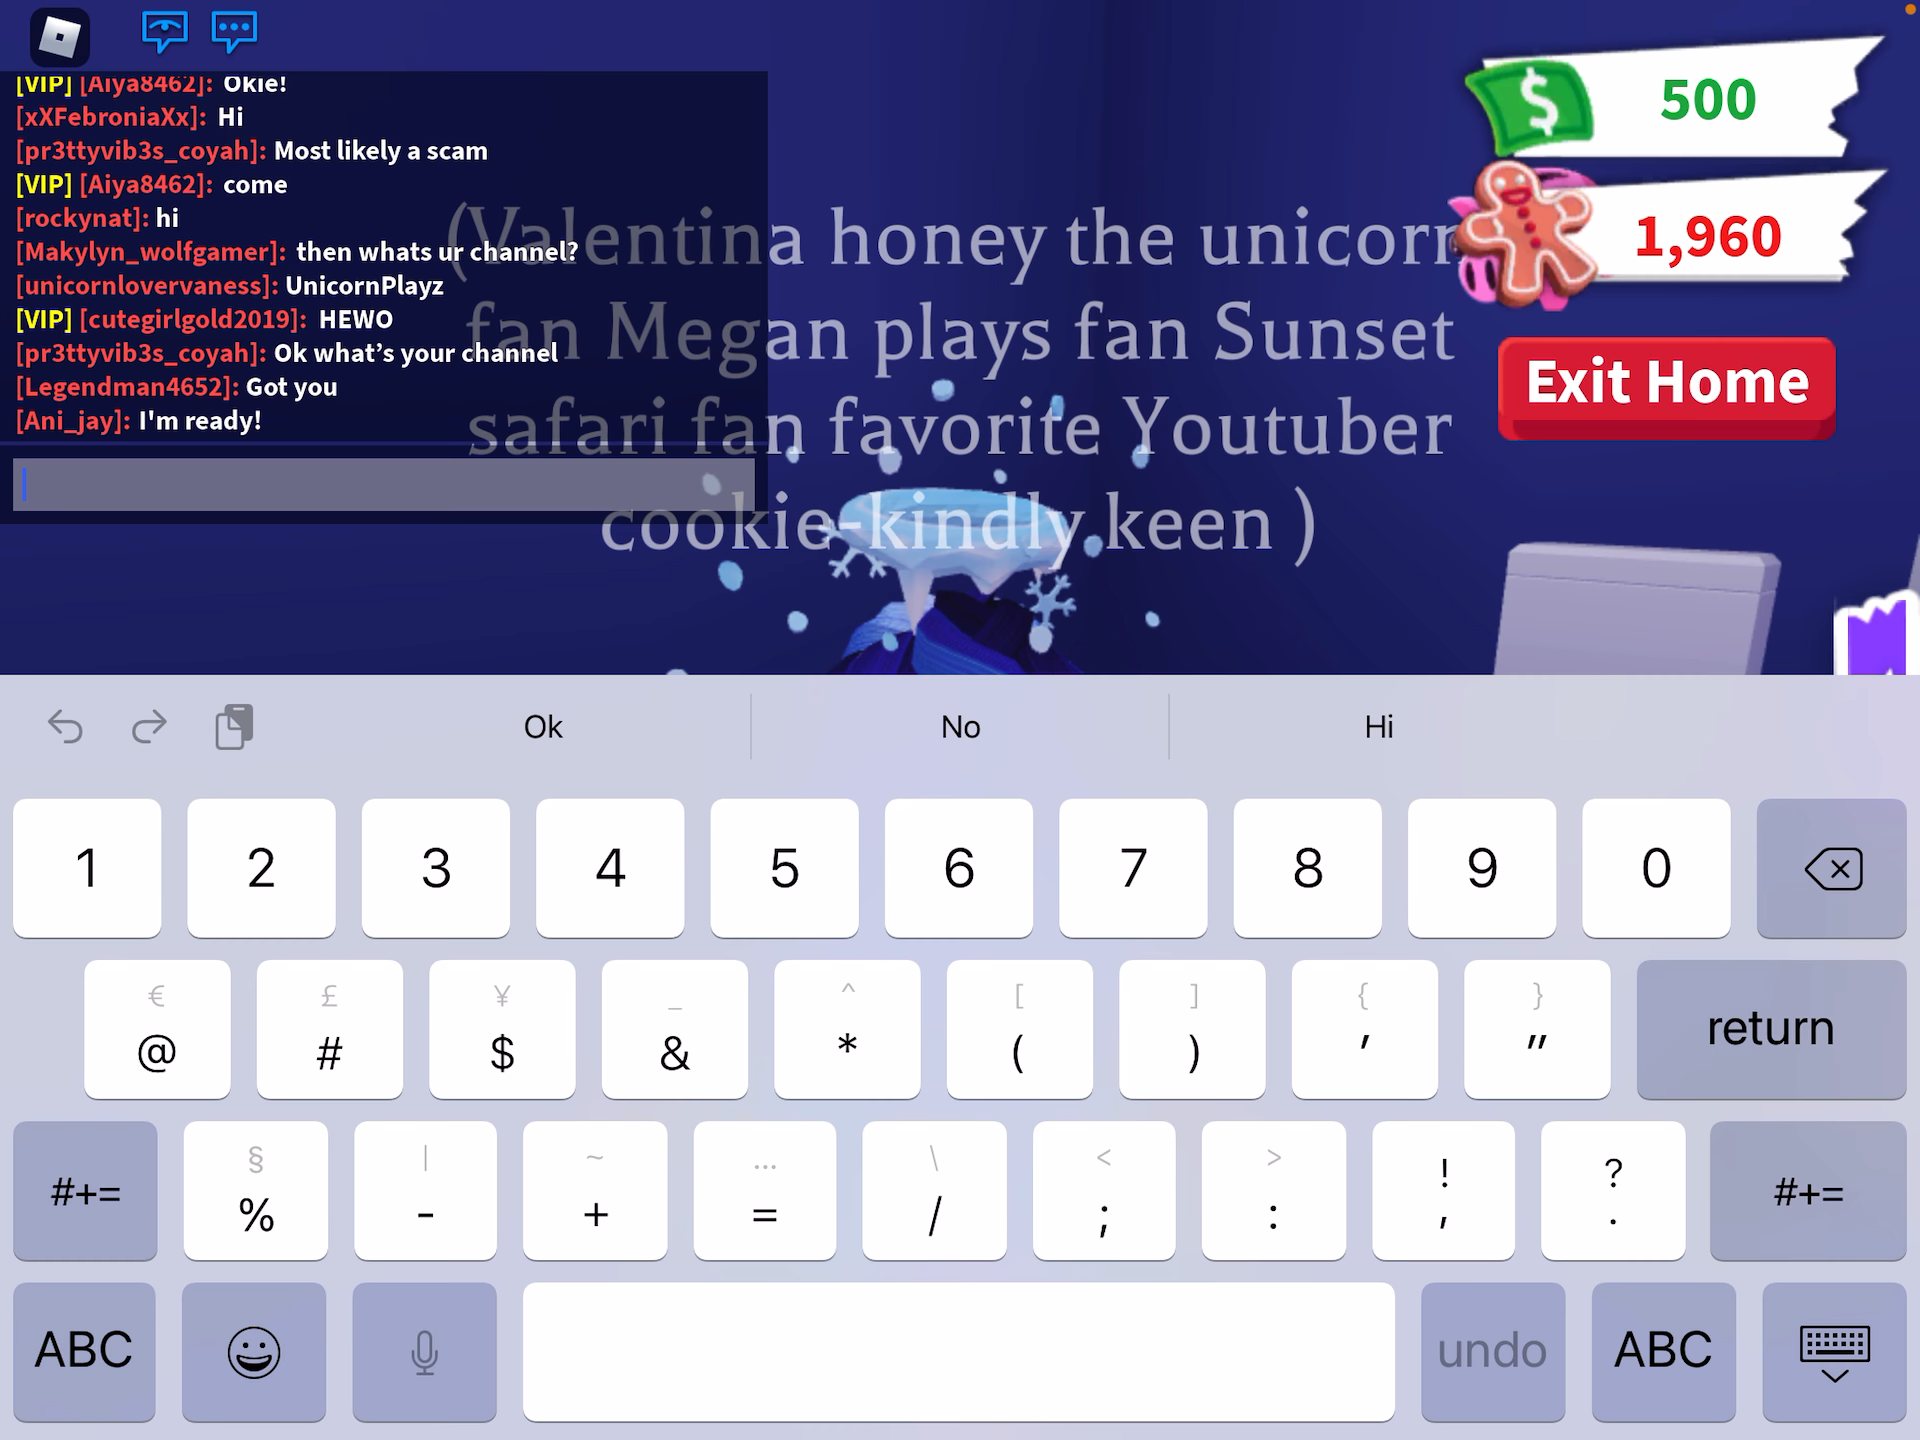 [VIP] [Aiya8462]: Okie!
[xXFebroniaXx]: Hi
[pr3ttyvib3s_coyah]: Most likely a scam
[VIP] [Aiya8462]: come
[rockynat]: hi
[Makylyn_wolfgamer]: then whats ur channel?
[unicornlovervaness]: UnicornPlayz
[VIP] [cutegirlgold2019]: HEWO
[pr3ttyvib3s_coyah]: Ok what's your channel
[Legendman4652]: Got you
[Ani_jay]: I'm ready!
(Valentina honey the unicorn
fan Megan plays fan Sunset
safari fan favorite Youtuber
cookie-kindly keen )
$ 500
1,960
Exit Home
Ok No Hi
1 2 3 4 5 6 7 8 9 0
€ £ ¥ _ ^ [ ] { }
@ # $ & * ( ) ' " return
§ | ~ … \ < > ! ?
#+= % - + = / ; : , . #+=
ABC undo ABC